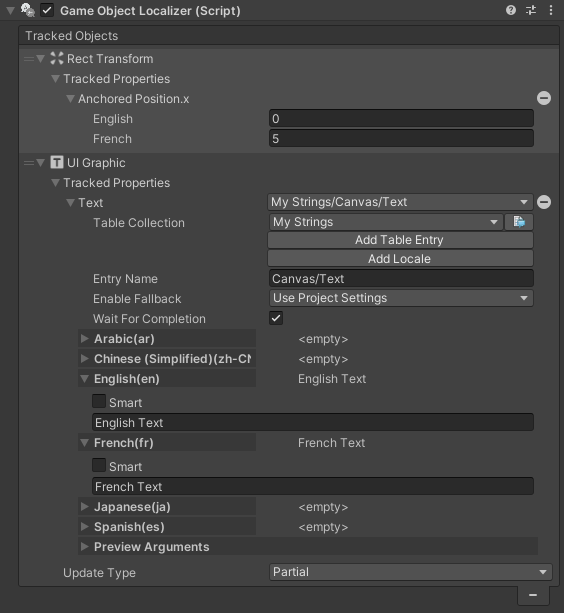 Game Object Localizer (Script)
Tracked Objects
Rect Transform
Tracked Properties
Anchored Position.x
English 0
French 5
UI Graphic
Tracked Properties
Text My Strings/Canvas/Text
Table Collection My Strings
Add Table Entry
Add Locale
Entry Name Canvas/Text
Enable Fallback Use Project Settings
Wait For Completion
Arabic(ar) <empty>
Chinese (Simplified)(zh-CN <empty>
English(en) English Text
Smart
English Text
French(fr) French Text
Smart
French Text
Japanese(ja) <empty>
Spanish(es) <empty>
Preview Arguments
Update Type Partial